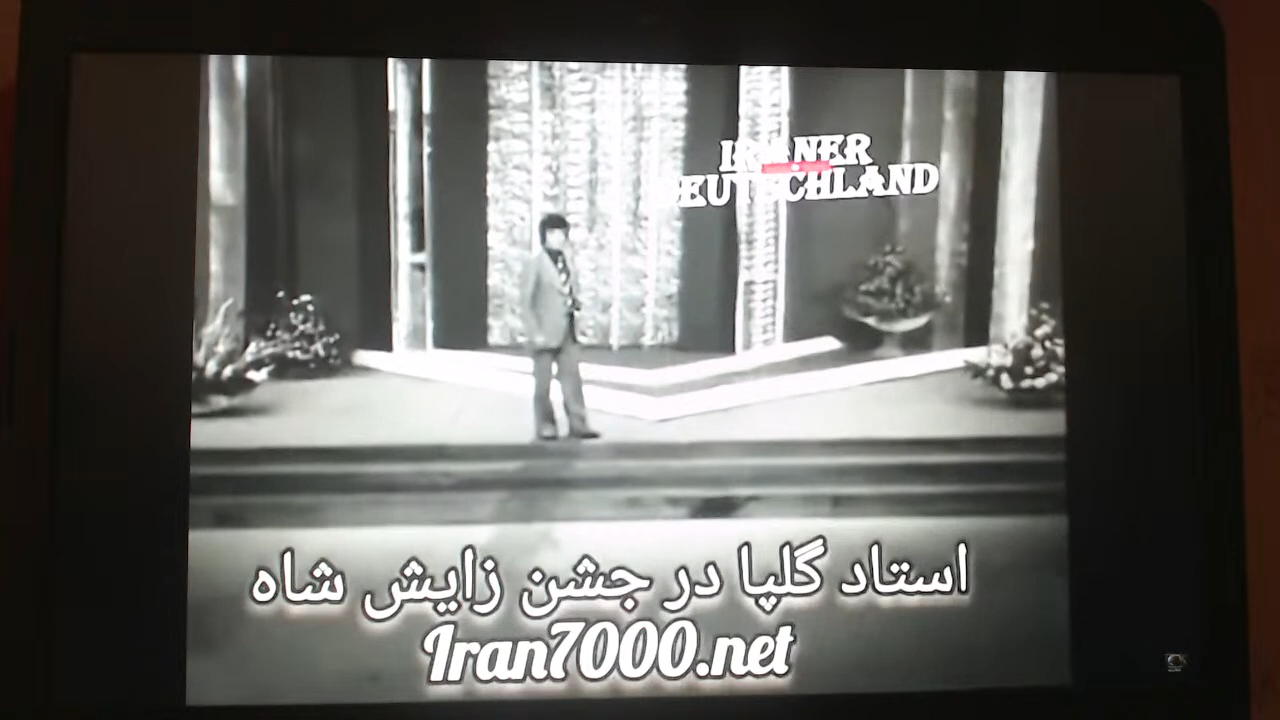 IRANER
DEUTSCHLAND
استاد گلپا در جشن زایش شاه
Iran7000.net